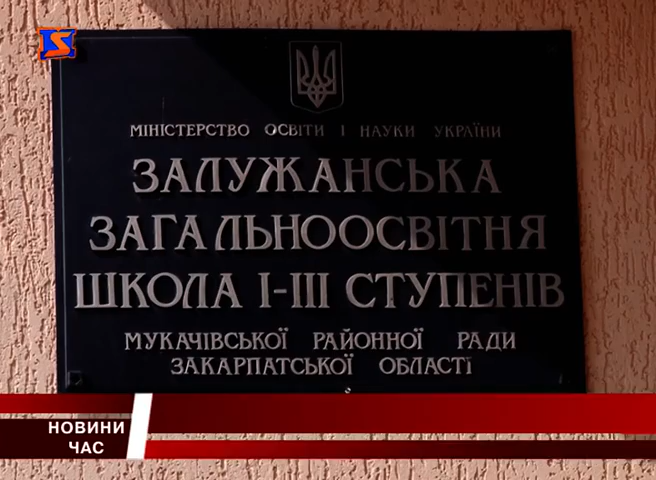 МІНІСТЕРСТВО ОСВІТИ І НАУКИ УКРАЇНИ
ЗАЛУЖАНСЬКА
ЗАГАЛЬНООСВІТНЯ
ШКОЛА І-ІІІ СТУПЕНІВ
МУКАЧІВСЬКОЇ РАЙОННОЇ РАДИ
ЗАКАРПАТСЬКОЇ ОБЛАСТІ
НОВИНИ
ЧАС